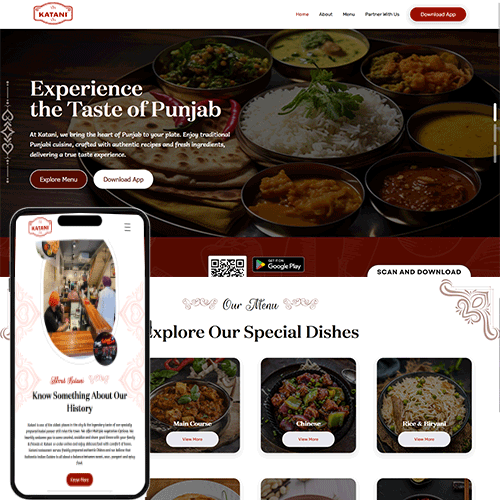 KATANI
Home About Menu Partner With Us Download App
Experience
the Taste of Punjab
At Katani, we bring the heart of Punjab to your plate. Enjoy traditional
Punjabi cuisine, crafted with authentic recipes and fresh ingredients,
delivering a true taste experience.
Explore Menu Download App
GET IT ON
Google Play
SCAN AND DOWNLOAD
Our Menu
Explore Our Special Dishes
Main Course
View More
Chinese
View More
Rice & Biryani
View More
KATANI
About Katani
Know Something About Our
History
View More